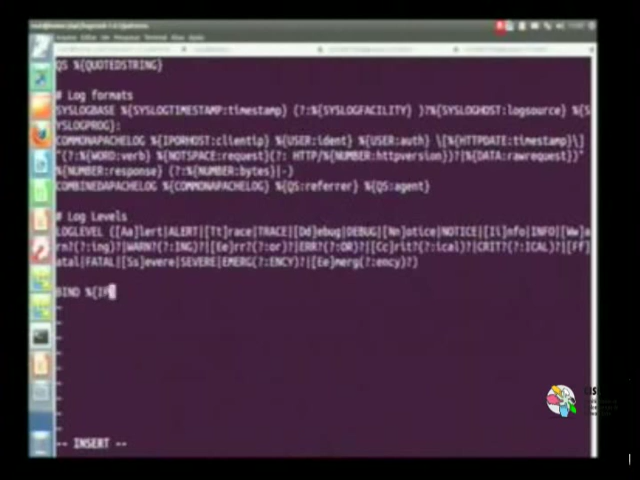 QS %{QUOTEDSTRING}
# Log formats
SYSLOGBASE %{SYSLOGTIMESTAMP:timestamp} (?:%{SYSLOGFACILITY} )?%{SYSLOGHOST:logsource} %{S
YSLOGPROG}:
COMMONAPACHELOG %{IPORHOST:clientip} %{USER:ident} %{USER:auth} \[%{HTTPDATE:timestamp}\]
"(?:%{WORD:verb} %{NOTSPACE:request}(?: HTTP/%{NUMBER:httpversion})?|%{DATA:rawrequest})"
%{NUMBER:response} (?:%{NUMBER:bytes}|-)
COMBINEDAPACHELOG %{COMMONAPACHELOG} %{QS:referrer} %{QS:agent}
# Log Levels
LOGLEVEL ([Aa]lert|ALERT|[Tt]race|TRACE|[Dd]ebug|DEBUG|[Nn]otice|NOTICE|[Ii]nfo|INFO|[Ww]a
rn?(?:ing)?|WARN?(?:ING)?|[Ee]rr?(?:or)?|ERR?(?:OR)?|[Cc]rit?(?:ical)?|CRIT?(?:ICAL)?|[Ff]
atal|FATAL|[Ss]evere|SEVERE|EMERG(?:ENCY)?|[Ee]merg(?:ency)?)
BIND %{IP
~
~
~
~
~
~
~
~
~
-- INSERT --